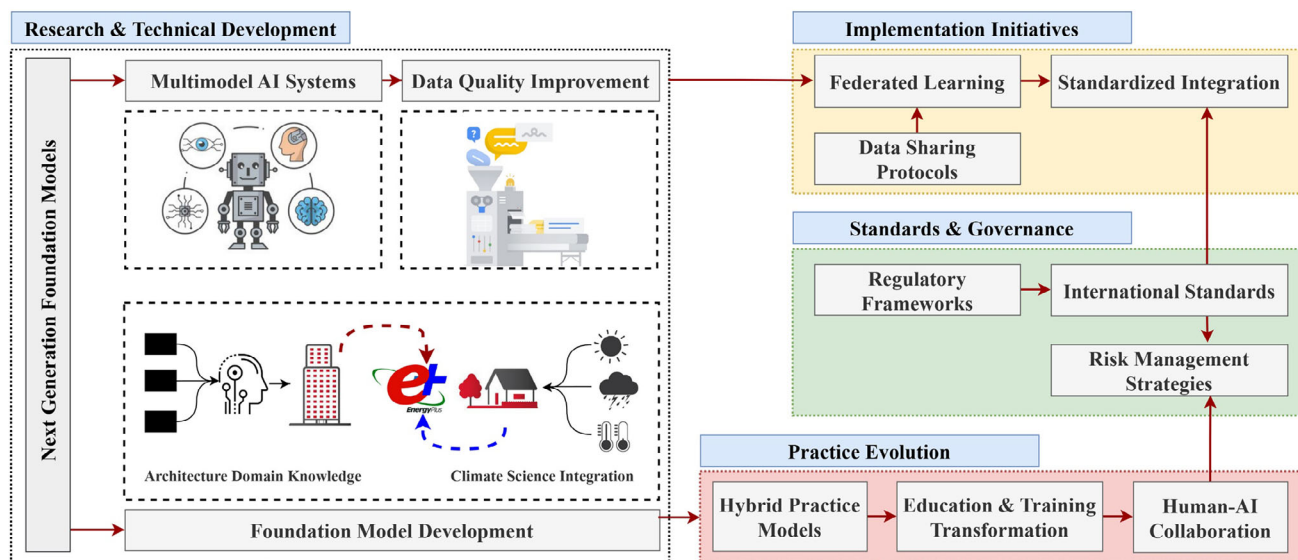 Research & Technical Development
Next Generation Foundation Models
Multimodel AI Systems
Data Quality Improvement
?
Architecture Domain Knowledge
e+
EnergyPlus
Climate Science Integration
Foundation Model Development
Implementation Initiatives
Federated Learning
Standardized Integration
Data Sharing
Protocols
Standards & Governance
Regulatory
Frameworks
International Standards
Risk Management
Strategies
Practice Evolution
Hybrid Practice
Models
Education & Training
Transformation
Human-AI
Collaboration